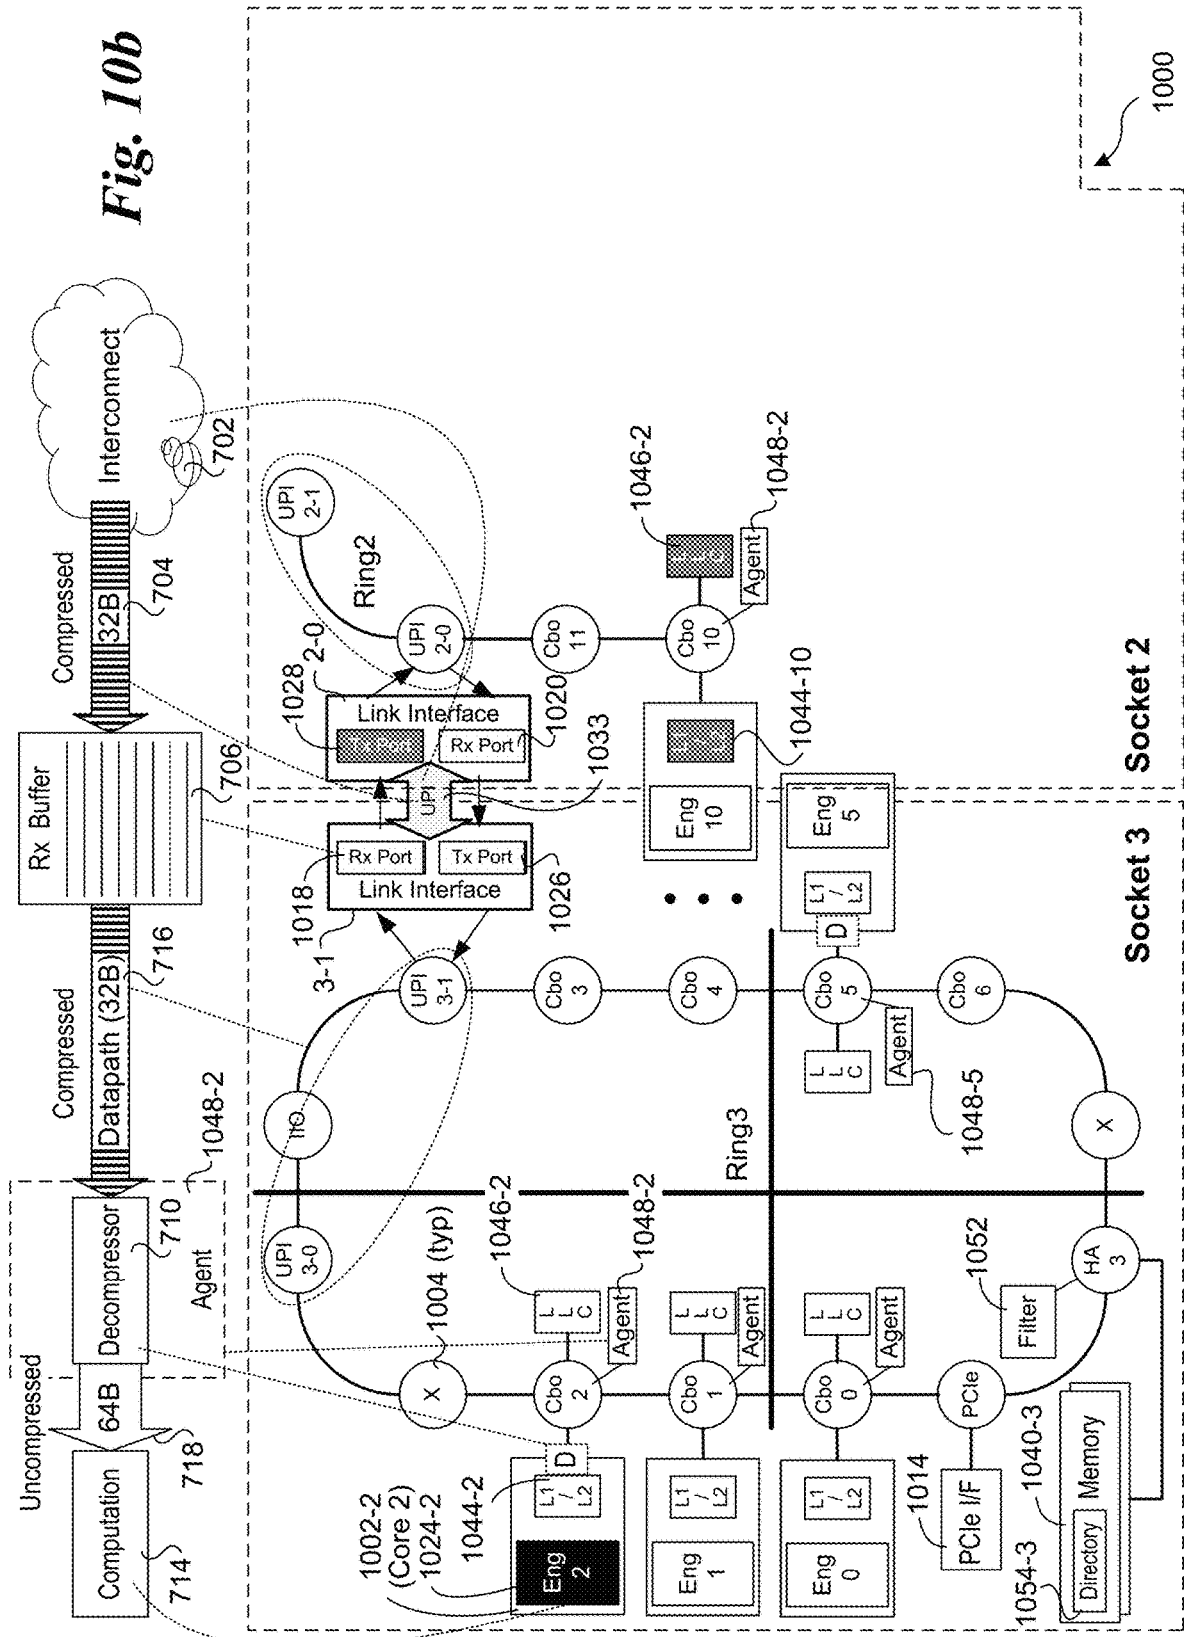 Fig. 10b
Uncompressed
Compressed
Compressed
Computation
64B
Decompressor
Datapath (32B)
Rx Buffer
32B
Interconnect
714
718
710
Agent
1048-2
716
706
704
702
UPI
3-0
IIO
UPI
3-1
3-1
1018
Rx Port
Tx Port
Link Interface
1026
UPI
1033
1028
2-0
Link Interface
Rx Port
1020
UPI
2-0
UPI
2-1
Ring2
X
1004 (typ)
1002-2
(Core 2)
1024-2
1044-2
Eng
2
L1
/
L2
D
Cbo
2
L
L
C
1046-2
Agent
1048-2
Cbo
3
Cbo
11
Eng
1
L1
/
L2
Cbo
1
L
L
C
Agent
Cbo
4
• • •
Eng
10
1044-10
Cbo
10
1046-2
Agent
1048-2
Ring3
Eng
0
L1
/
L2
Cbo
0
L
L
C
Agent
L
L
C
Cbo
5
Agent
1048-5
D
L1
/
L2
Eng
5
1014
PCIe I/F
PCIe
Filter
1052
Cbo
6
1054-3
Directory
Memory
1040-3
HA
3
X
Socket 3
Socket 2
1000